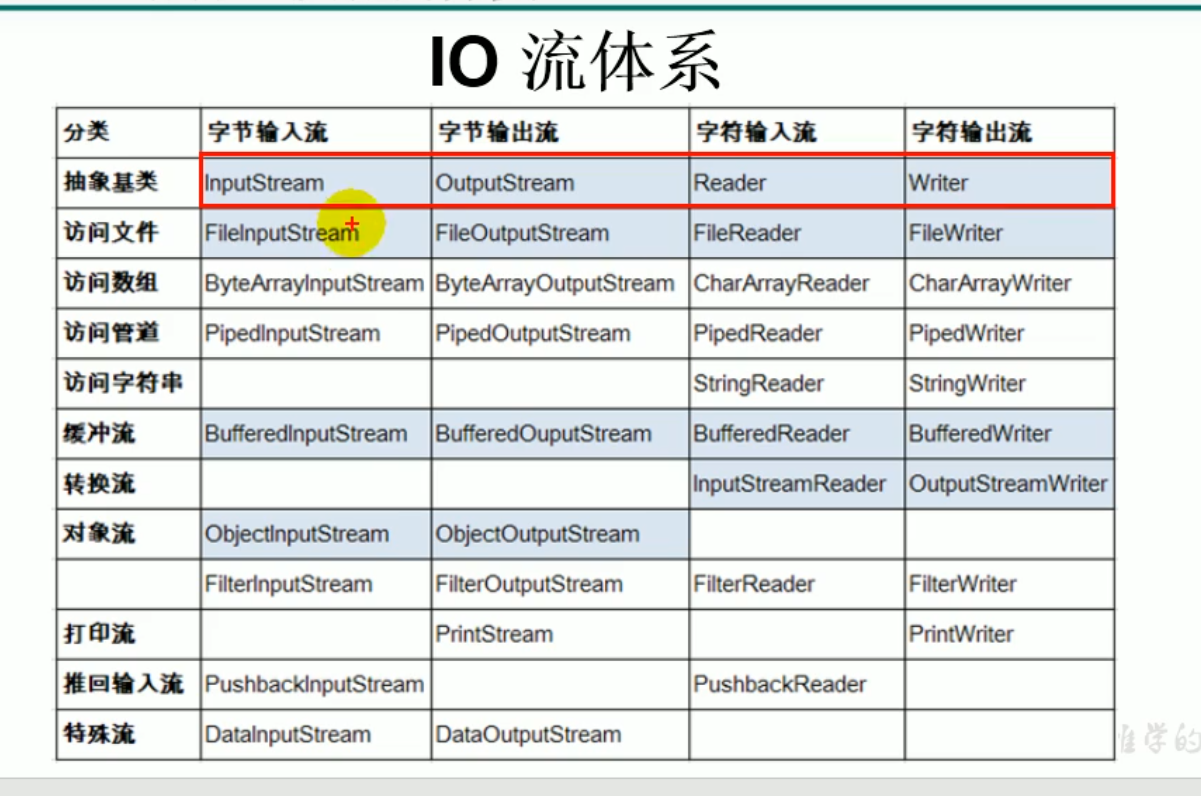 IO 流体系
分类 字节输入流 字节输出流 字符输入流 字符输出流
抽象基类 InputStream OutputStream Reader Writer
访问文件 FileInputStream FileOutputStream FileReader FileWriter
访问数组 ByteArrayInputStream ByteArrayOutputStream CharArrayReader CharArrayWriter
访问管道 PipedInputStream PipedOutputStream PipedReader PipedWriter
访问字符串 StringReader StringWriter
缓冲流 BufferedInputStream BufferedOuputStream BufferedReader BufferedWriter
转换流 InputStreamReader OutputStreamWriter
对象流 ObjectInputStream ObjectOutputStream
FilterInputStream FilterOutputStream FilterReader FilterWriter
打印流 PrintStream PrintWriter
推回输入流 PushbackInputStream PushbackReader
特殊流 DataInputStream DataOutputStream
学的